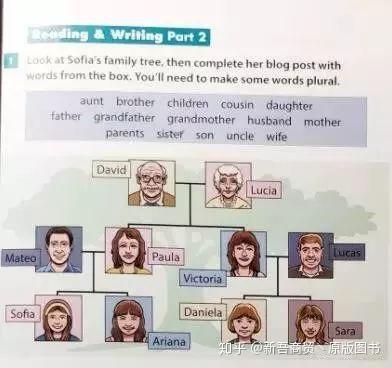 Reading & Writing Part 2
1 Look at Sofia's family tree, then complete her blog post with
words from the box. You'll need to make some words plural.
aunt brother children cousin daughter
father grandfather grandmother husband mother
parents sister son uncle wife
David
Lucia
Mateo
Paula
Victoria
Lucas
Sofia
Ariana
Daniela
Sara
知乎 @新吾商贸·原版图书